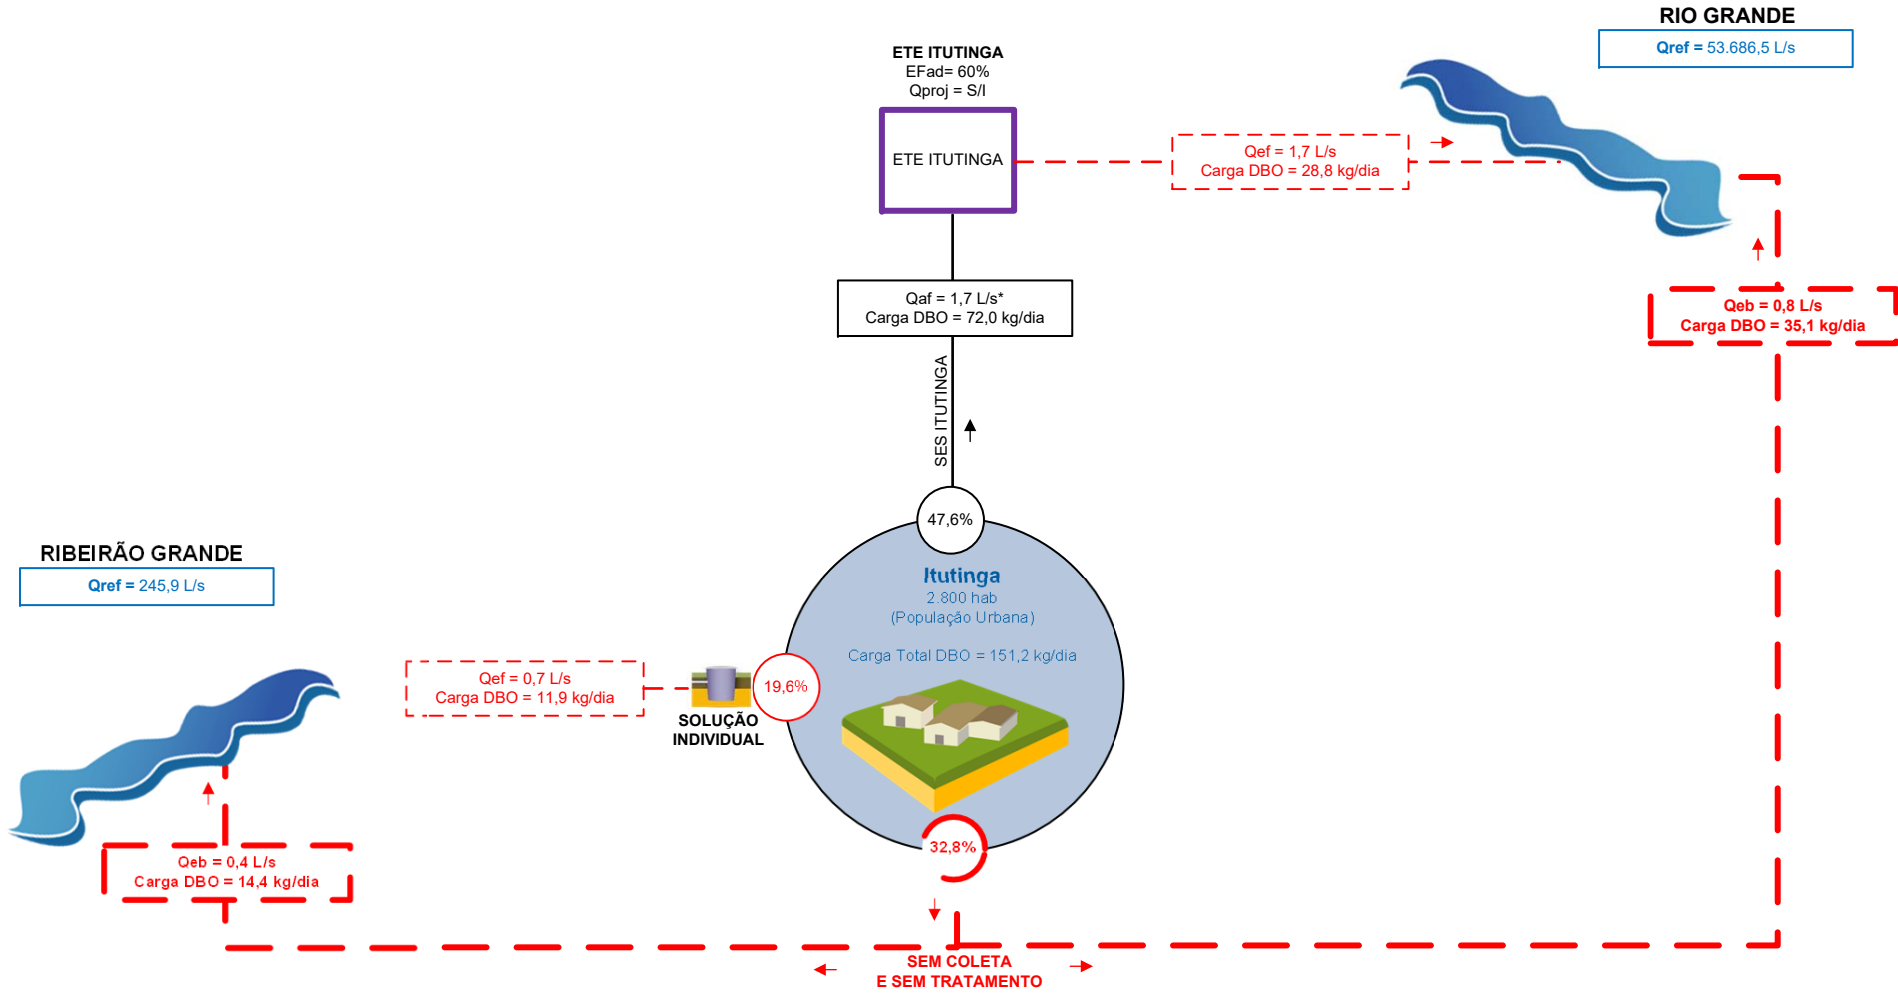 RIO GRANDE
Qref = 53.686,5 L/s
ETE ITUTINGA
EFad= 60%
Qproj = S/I
ETE ITUTINGA
Qef = 1,7 L/s
Carga DBO = 28,8 kg/dia
Qaf = 1,7 L/s*
Carga DBO = 72,0 kg/dia
Qeb = 0,8 L/s
Carga DBO = 35,1 kg/dia
SES ITUTINGA
47,6%
RIBEIRÃO GRANDE
Qref = 245,9 L/s
Itutinga
2.800 hab
(População Urbana)
Carga Total DBO = 151,2 kg/dia
Qef = 0,7 L/s
Carga DBO = 11,9 kg/dia
19,6%
SOLUÇÃO
INDIVIDUAL
32,8%
Qeb = 0,4 L/s
Carga DBO = 14,4 kg/dia
SEM COLETA
E SEM TRATAMENTO